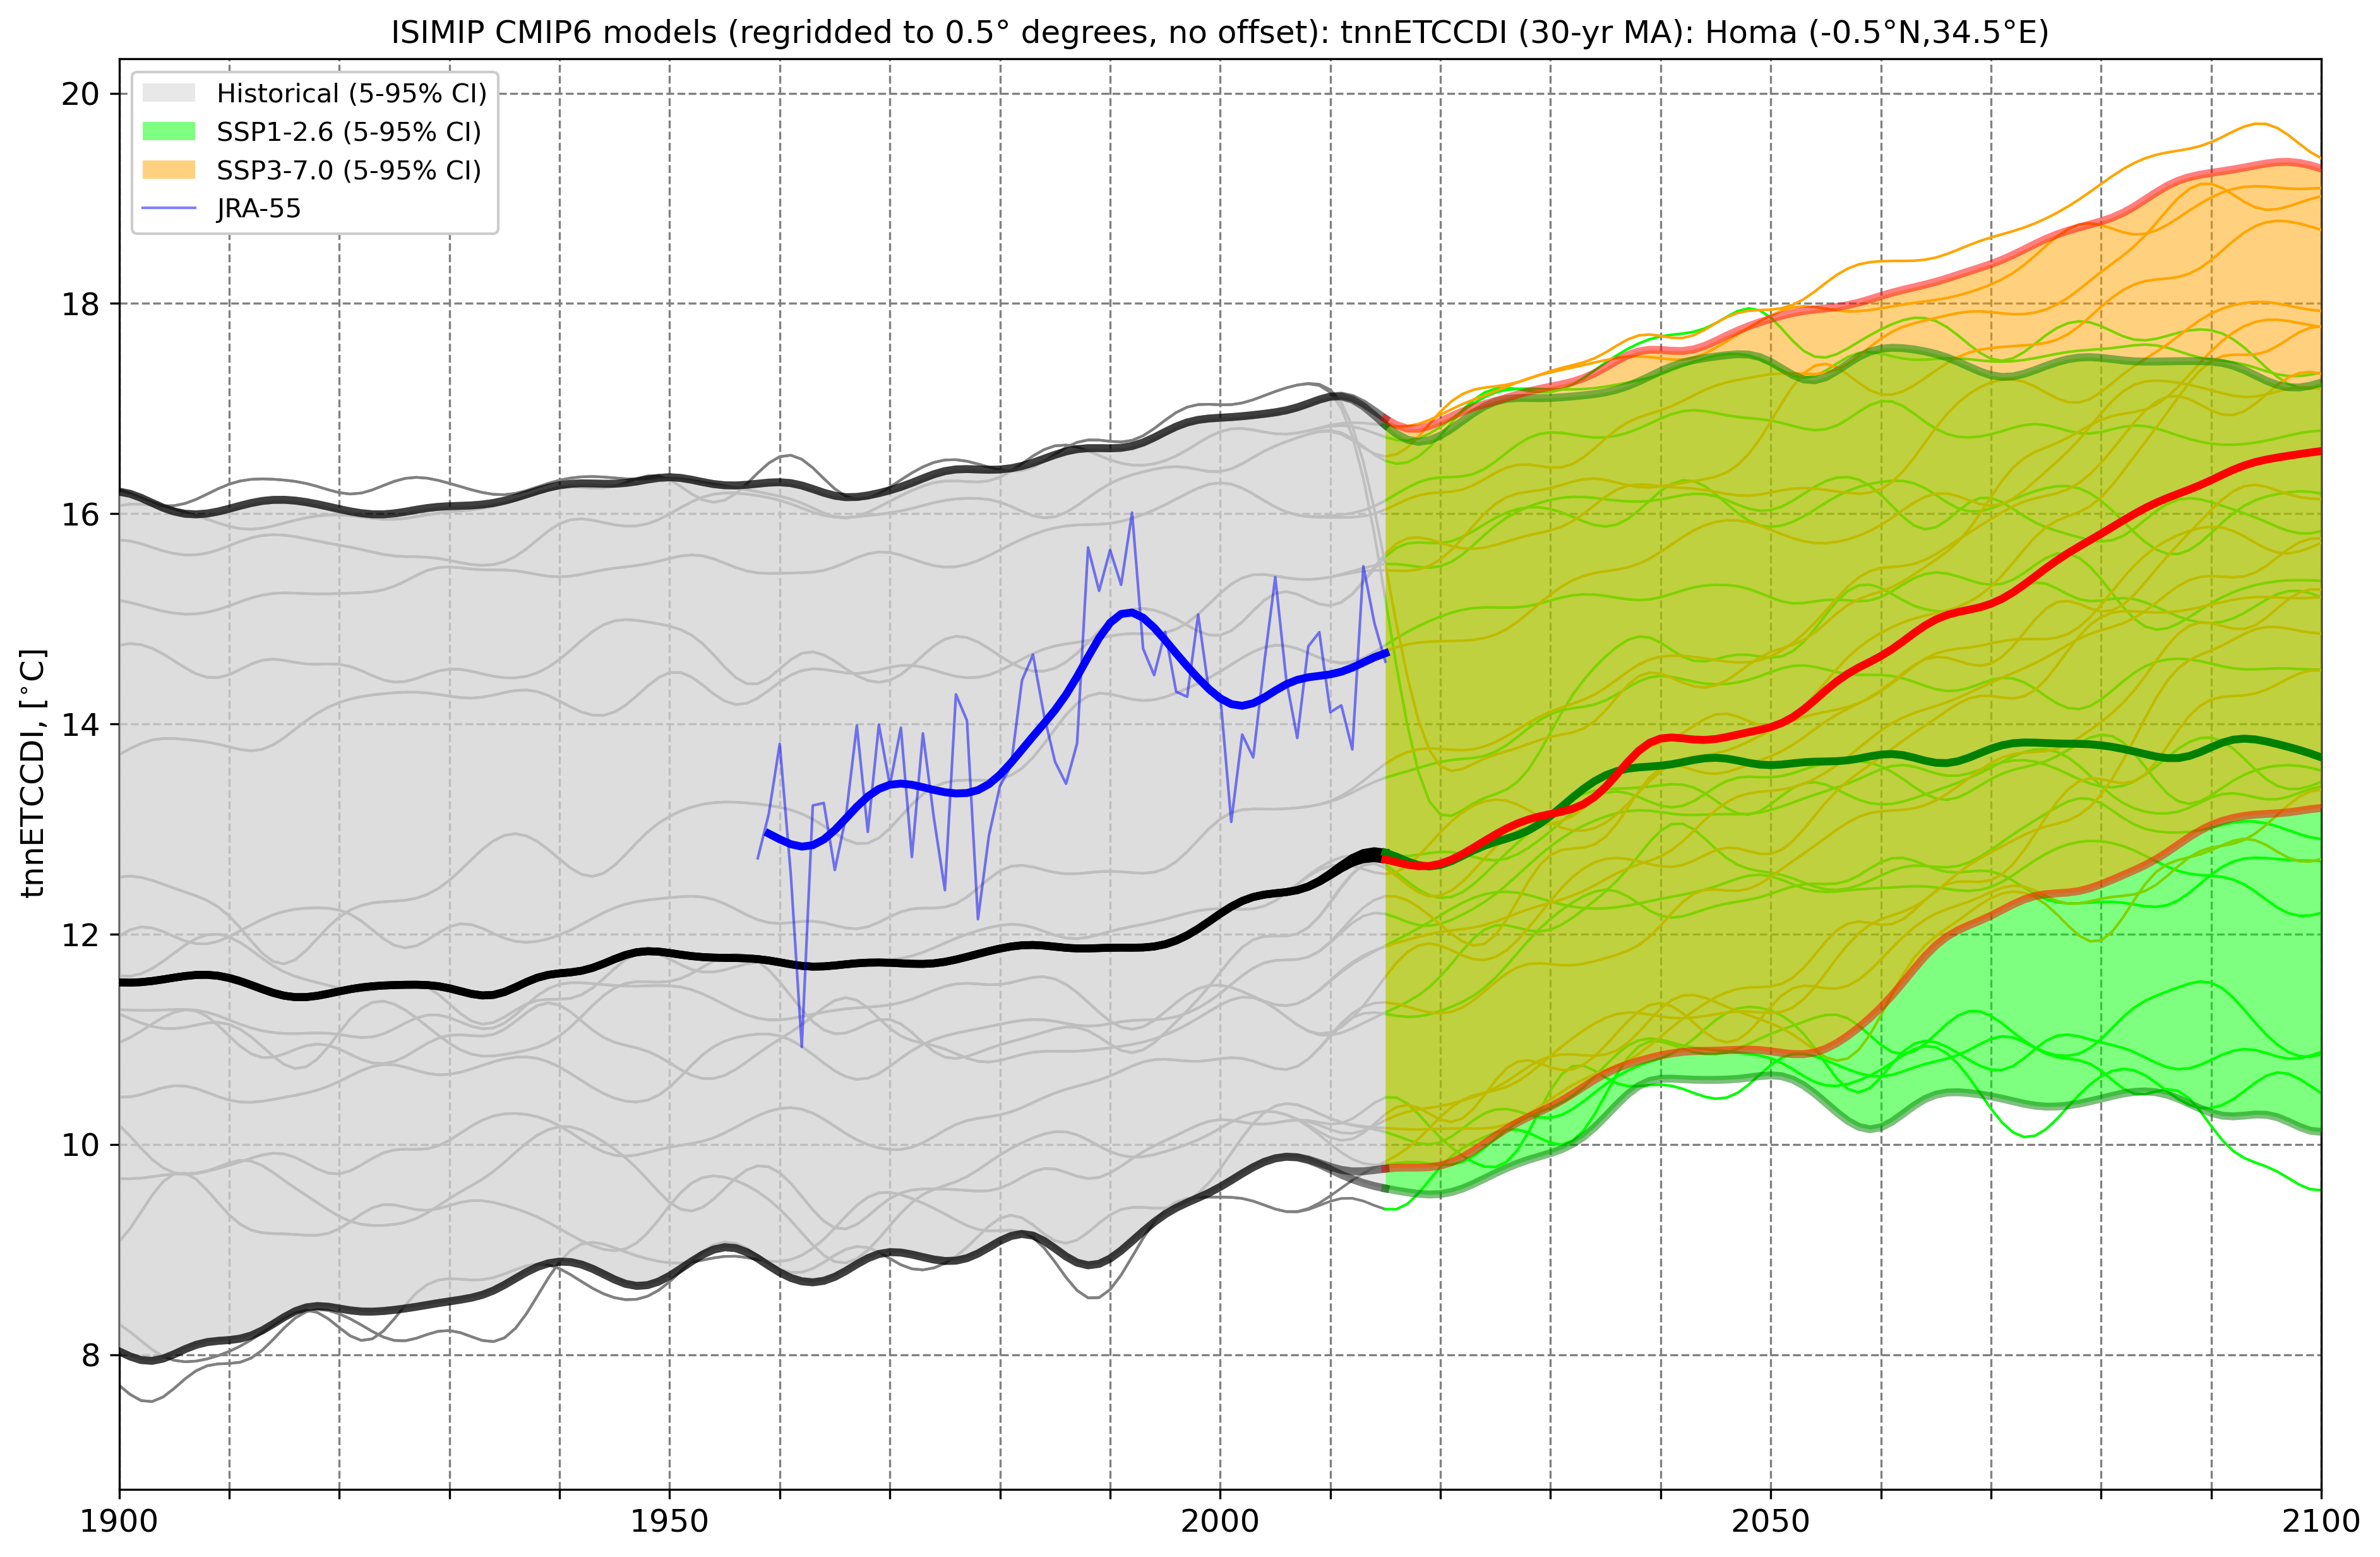 ISIMIP CMIP6 models (regridded to 0.5° degrees, no offset): tnnETCCDI (30-yr MA): Homa (-0.5°N,34.5°E)
Historical (5-95% CI)
SSP1-2.6 (5-95% CI)
SSP3-7.0 (5-95% CI)
JRA-55
tnnETCCDI, [°C]
20
18
16
14
12
10
8
1900
1950
2000
2050
2100